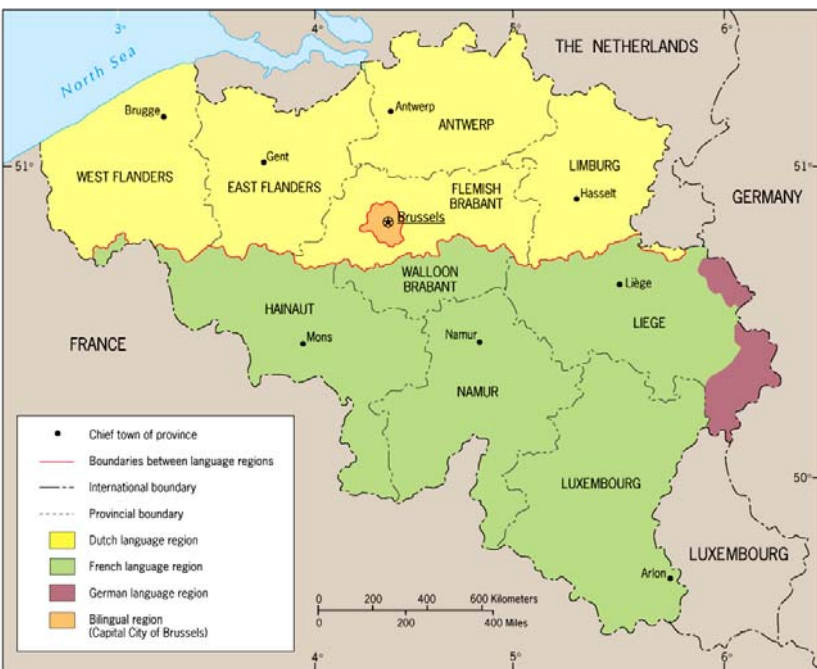 3°
4°
5°
6°
North Sea
THE NETHERLANDS
Brugge
Antwerp
ANTWERP
51°
51°
WEST FLANDERS
Gent
EAST FLANDERS
FLEMISH
BRABANT
LIMBURG
Hasselt
GERMANY
Brussels
WALLOON
BRABANT
Liège
HAINAUT
LIEGE
FRANCE
Mons
Namur
NAMUR
LUXEMBOURG
50°
LUXEMBOURG
Arlon
Chief town of province
Boundaries between language regions
International boundary
Provincial boundary
Dutch language region
French language region
German language region
Bilingual region
(Capital City of Brussels)
0 200 400 600 Kilometers
0 200 400 Miles
4°
5°
6°